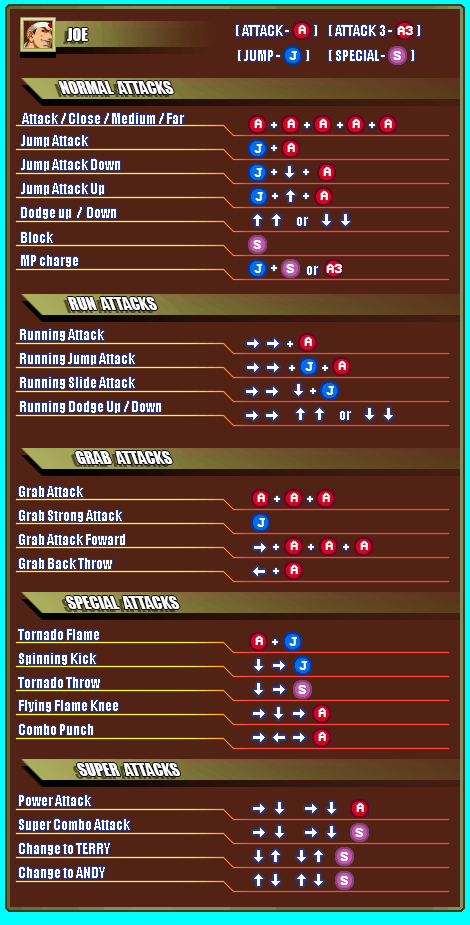 JOE
[ ATTACK - A ] [ ATTACK 3 - A3 ]
[ JUMP - J ] [ SPECIAL - S ]
NORMAL ATTACKS
Attack / Close / Medium / Far A + A + A + A + A
Jump Attack J + A
Jump Attack Down J + ↓ + A
Jump Attack Up J + ↑ + A
Dodge up / Down ↑ ↑ or ↓ ↓
Block S
MP charge J + S or A3
RUN ATTACKS
Running Attack → → + A
Running Jump Attack → → + J + A
Running Slide Attack → → ↓ + J
Running Dodge Up / Down → → ↑ ↑ or ↓ ↓
GRAB ATTACKS
Grab Attack A + A + A
Grab Strong Attack J
Grab Attack Foward → + A + A + A
Grab Back Throw ← + A
SPECIAL ATTACKS
Tornado Flame A + J
Spinning Kick ↓ → J
Tornado Throw ↓ → S
Flying Flame Knee → ↓ → A
Combo Punch → ← → A
SUPER ATTACKS
Power Attack → ↓ → ↓ A
Super Combo Attack → ↓ → ↓ S
Change to TERRY ↓ ↑ ↓ ↑ S
Change to ANDY ↑ ↓ ↑ ↓ S